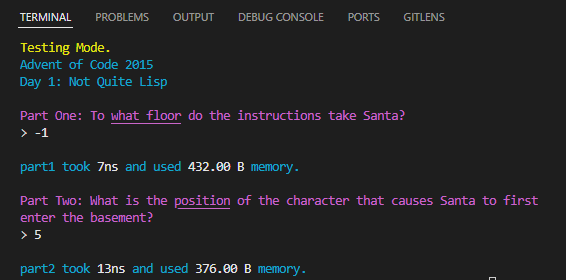 TERMINAL PROBLEMS OUTPUT DEBUG CONSOLE PORTS GITLENS
Testing Mode.
Advent of Code 2015
Day 1: Not Quite Lisp
Part One: To what floor do the instructions take Santa?
> -1
part1 took 7ns and used 432.00 B memory.
Part Two: What is the position of the character that causes Santa to first
enter the basement?
> 5
part2 took 13ns and used 376.00 B memory.